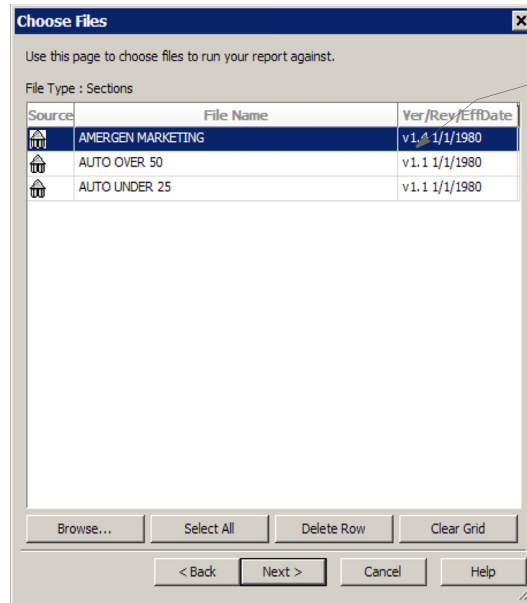 Choose Files
Use this page to choose files to run your report against.
File Type : Sections
Source File Name Ver/Rev/EffDate
AMERGEN MARKETING v1. 1/1/1980
AUTO OVER 50 v1.1 1/1/1980
AUTO UNDER 25 v1.1 1/1/1980
Browse... Select All Delete Row Clear Grid
< Back Next > Cancel Help